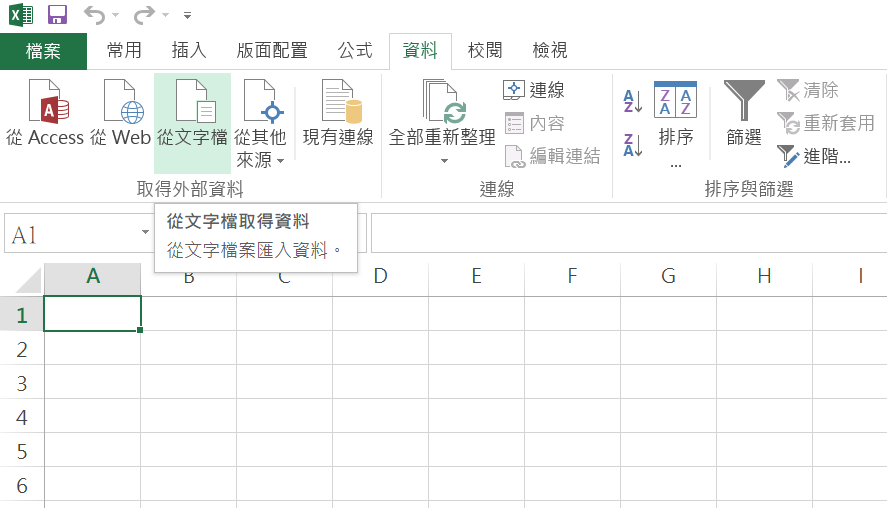 檔案 常用 插入 版面配置 公式 資料 校閱 檢視
從 Access 從 Web 從文字檔 從其他來源 現有連線 全部重新整理 連線 內容 編輯連結 排序... 篩選 清除 重新套用 進階...
取得外部資料 連線 排序與篩選
A1
從文字檔取得資料
從文字檔案匯入資料。
A B C D E F G H I
1
2
3
4
5
6